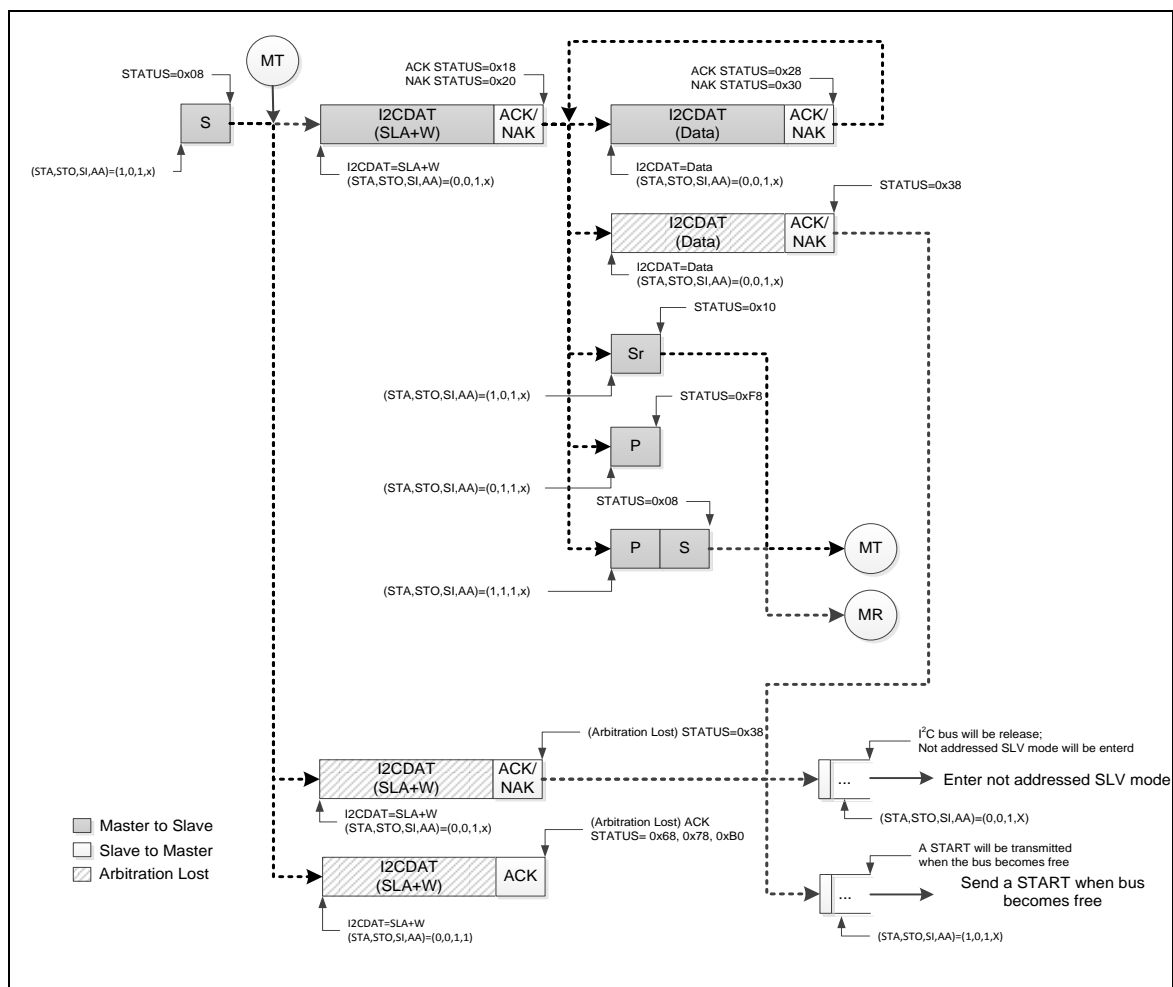 MT
STATUS=0x08
ACK STATUS=0x18
NAK STATUS=0x20
ACK STATUS=0x28
NAK STATUS=0x30
S
I2CDAT
(SLA+W)
ACK/
NAK
I2CDAT
(Data)
ACK/
NAK
(STA,STO,SI,AA)=(1,0,1,x)
I2CDAT=SLA+W
(STA,STO,SI,AA)=(0,0,1,x)
I2CDAT=Data
(STA,STO,SI,AA)=(0,0,1,x)
STATUS=0x38
I2CDAT
(Data)
ACK/
NAK
I2CDAT=Data
(STA,STO,SI,AA)=(0,0,1,x)
STATUS=0x10
Sr
(STA,STO,SI,AA)=(1,0,1,x)
STATUS=0xF8
P
(STA,STO,SI,AA)=(0,1,1,x)
STATUS=0x08
P
S
MT
(STA,STO,SI,AA)=(1,1,1,x)
MR
(Arbitration Lost) STATUS=0x38
I2CDAT
(SLA+W)
ACK/
NAK
I2CDAT=SLA+W
(STA,STO,SI,AA)=(0,0,1,x)
I²C bus will be release;
Not addressed SLV mode will be enterd
...
Enter not addressed SLV mode
(STA,STO,SI,AA)=(0,0,1,X)
Master to Slave
Slave to Master
Arbitration Lost
(Arbitration Lost) ACK
STATUS= 0x68, 0x78, 0xB0
I2CDAT
(SLA+W)
ACK
I2CDAT=SLA+W
(STA,STO,SI,AA)=(0,0,1,1)
A START will be transmitted
when the bus becomes free
...
Send a START when bus
becomes free
(STA,STO,SI,AA)=(1,0,1,X)